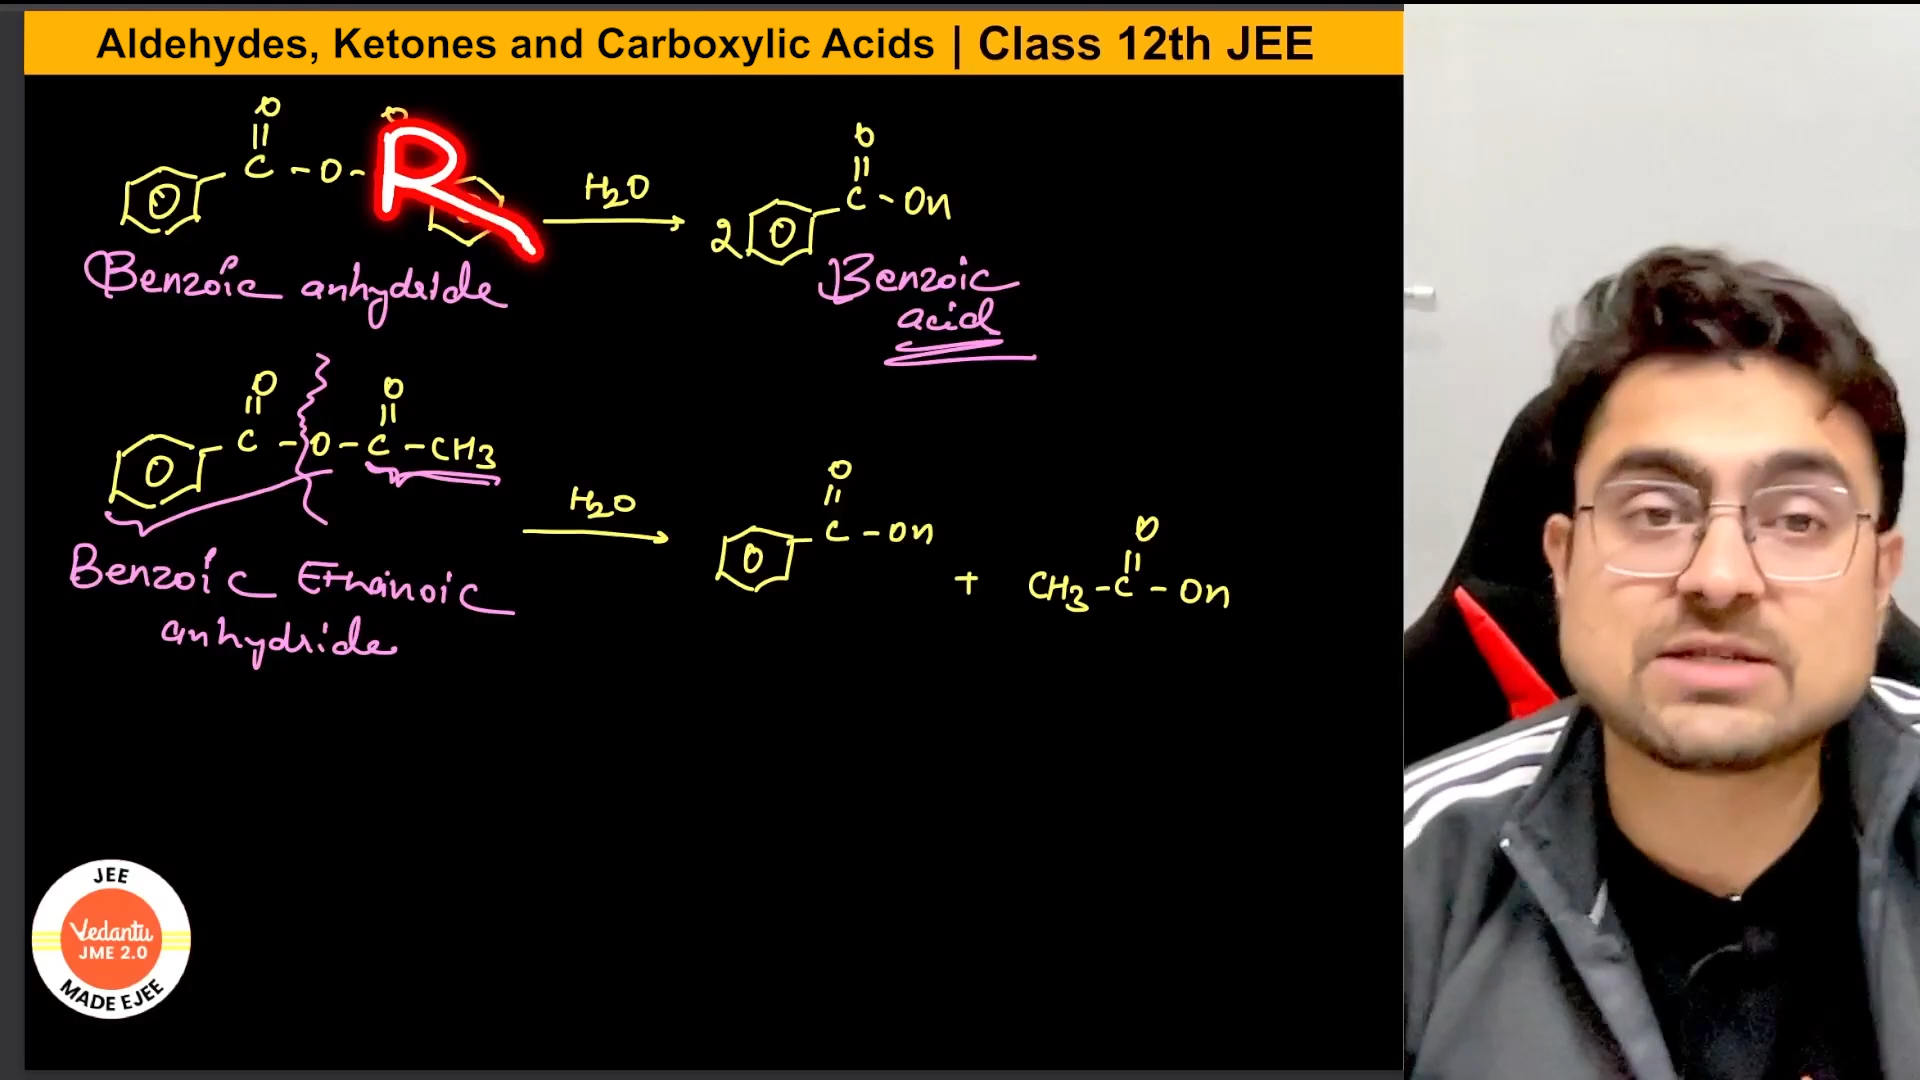 Aldehydes, Ketones and Carboxylic Acids | Class 12th JEE
O O O
|| ||
C - O - R H2O C - OH
2
Benzoic anhydride Benzoic
acid
O O
|| ||
C - O - C - CH3 O
H2O || O
C - OH ||
Benzoic Ethanoic + CH3 - C - OH
anhydride
JEE
Vedantu
JME 2.0
MADE EJEE